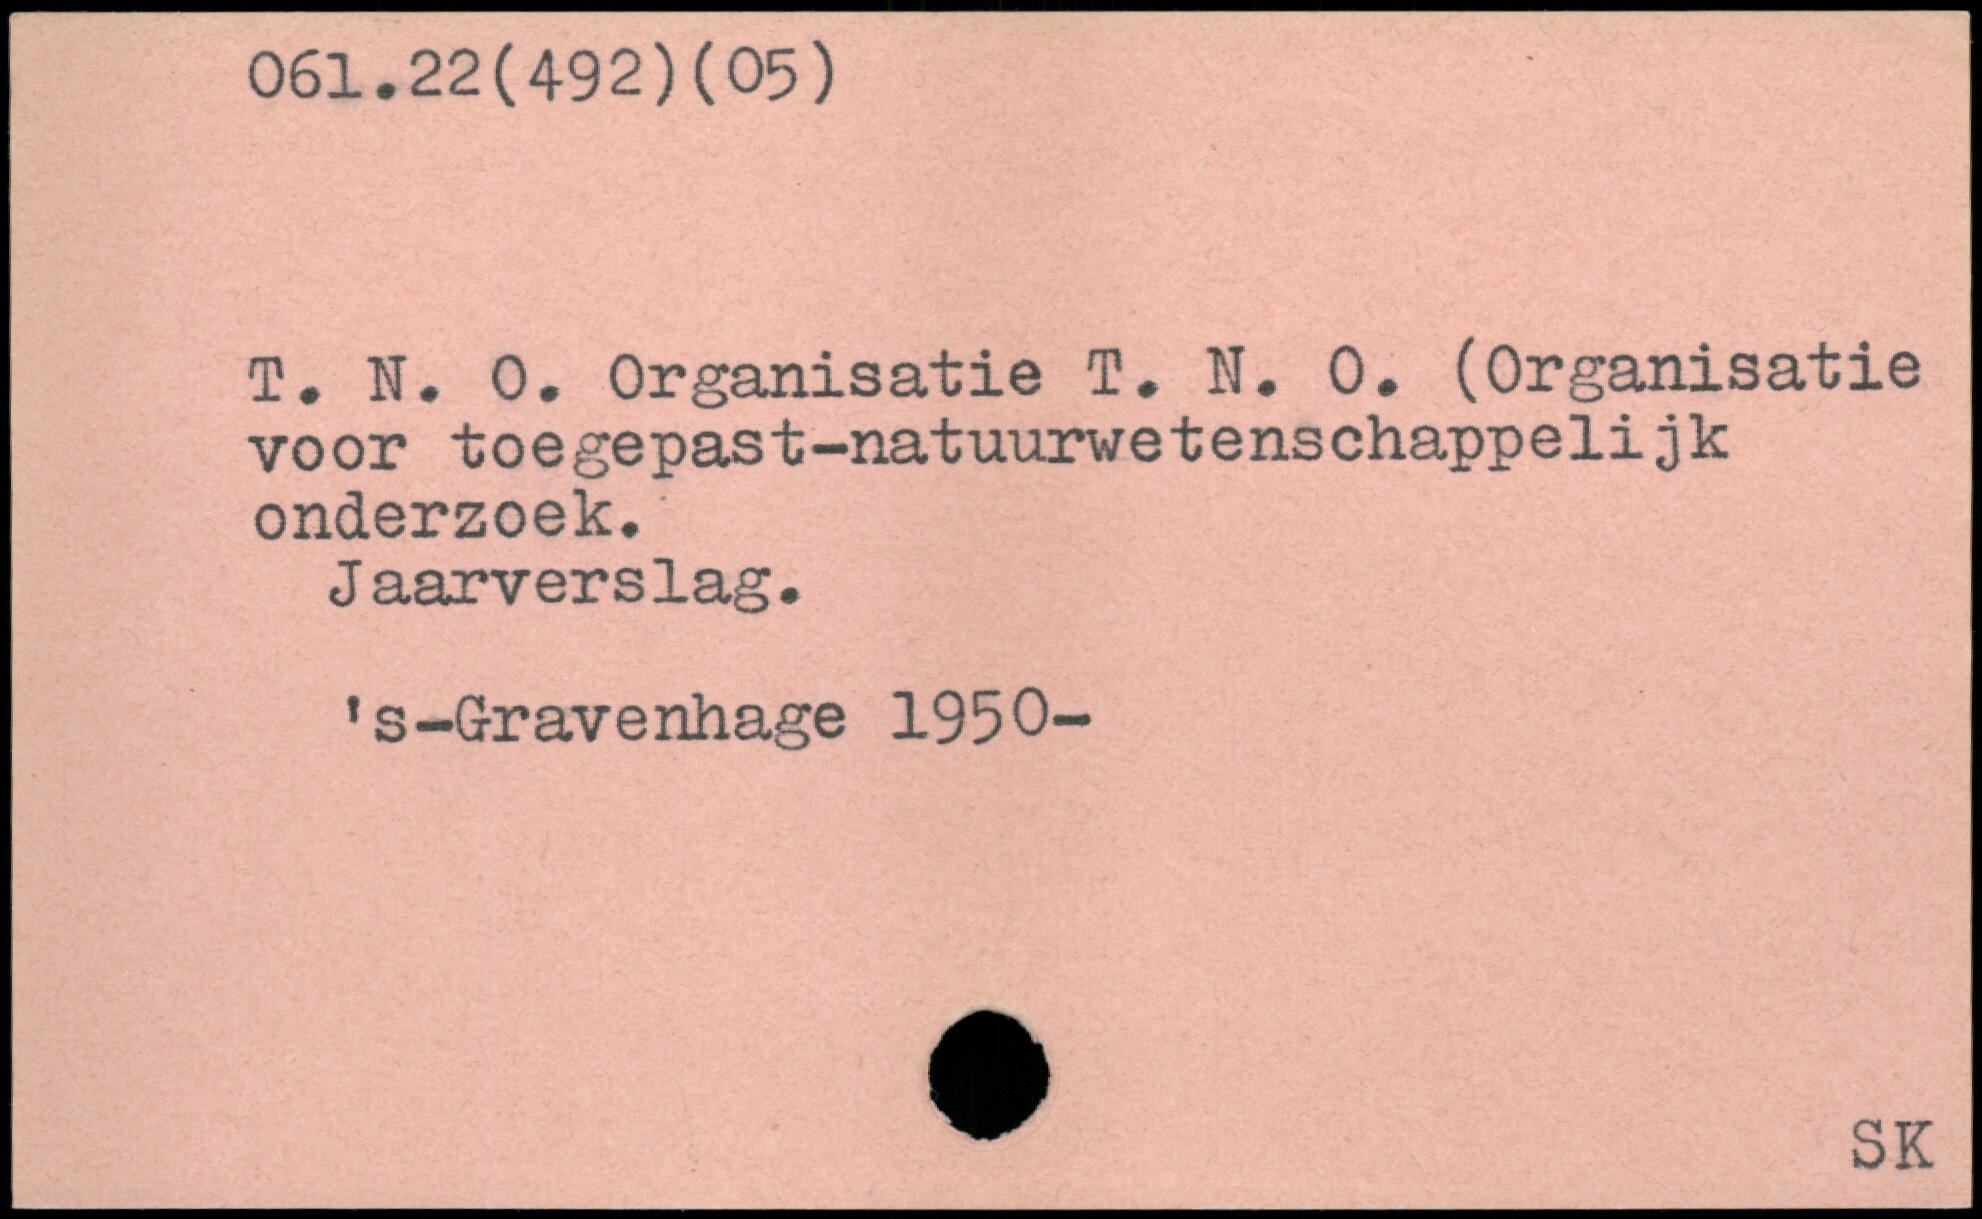 061.22(492)(05)
T. N. O. Organisatie T. N. O. (Organisatie
voor toegepast-natuurwetenschappelijk
onderzoek.
Jaarverslag.
's-Gravenhage 1950-
SK